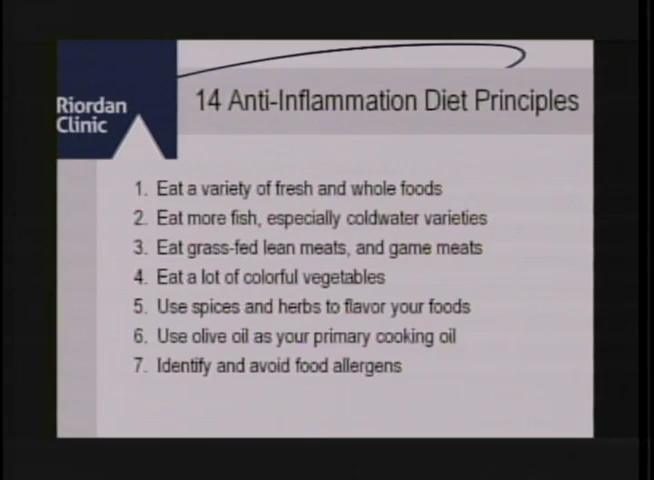 Riordan
Clinic
14 Anti-Inflammation Diet Principles
1. Eat a variety of fresh and whole foods
2. Eat more fish, especially coldwater varieties
3. Eat grass-fed lean meats, and game meats
4. Eat a lot of colorful vegetables
5. Use spices and herbs to flavor your foods
6. Use olive oil as your primary cooking oil
7. Identify and avoid food allergens